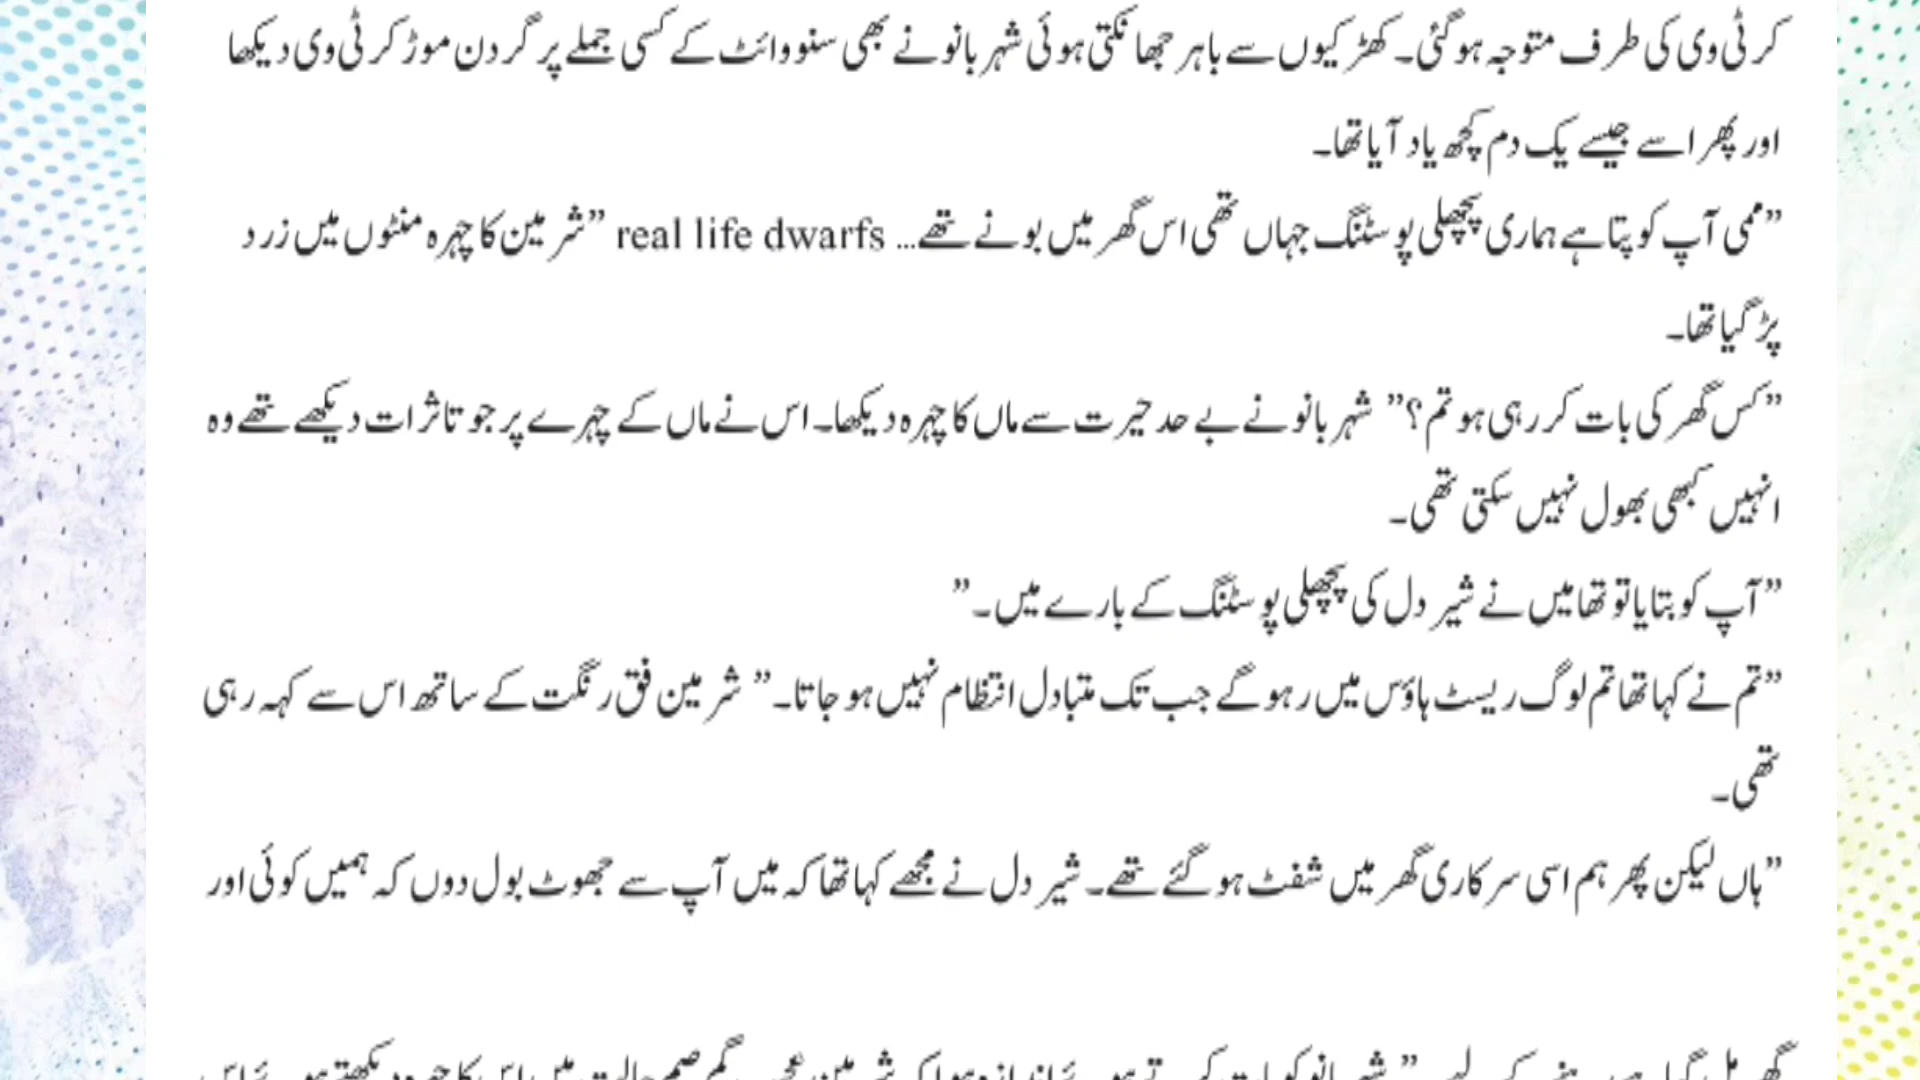 کر ٹی وی کی طرف متوجہ ہو گئی۔ کھڑکیوں سے باہر جھانکتی ہوئی شہر بانو نے بھی سنو وائٹ کے کسی جملے پر گردن موڑ کر ٹی وی دیکھا
اور پھر اسے جیسے یک دم کچھ یاد آیا تھا۔
”ممی آپ کو پتا ہے ہماری پچھلی پوسٹنگ جہاں تھی اس گھر میں بونے تھے... real life dwarfs ”شرمین کا چہرہ منٹوں میں زرد
پڑ گیا تھا۔
”کس گھر کی بات کر رہی ہو تم؟” شہر بانو نے بے حد حیرت سے ماں کا چہرہ دیکھا۔ اس نے ماں کے چہرے پر جو تاثرات دیکھے تھے وہ
انہیں کبھی بھول نہیں سکتی تھی۔
”آپ کو بتایا تو تھا میں نے شیر دل کی پچھلی پوسٹنگ کے بارے میں۔”
”تم نے کہا تھا تم لوگ ریسٹ ہاؤس میں رہو گے جب تک متبادل انتظام نہیں ہو جاتا۔” شرمین فق رنگت کے ساتھ اس سے کہہ رہی
تھی۔
”ہاں لیکن پھر ہم اسی سرکاری گھر میں شفٹ ہو گئے تھے۔ شیر دل نے مجھے کہا تھا کہ میں آپ سے جھوٹ بول دوں کہ ہمیں کوئی اور